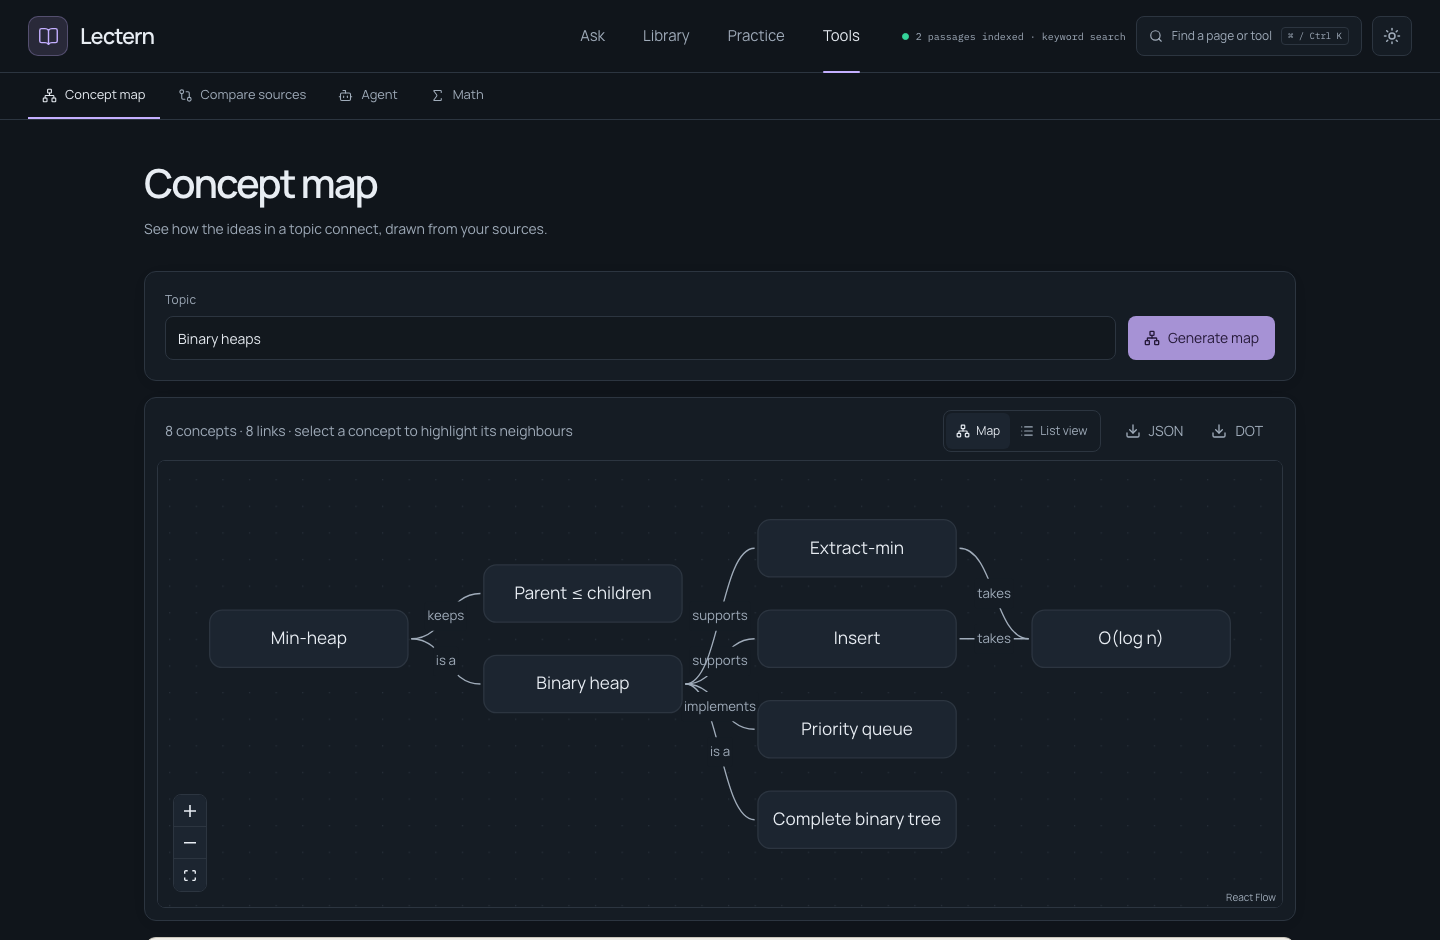 Lectern
Ask
Library
Practice
Tools
2 passages indexed · keyword search
Find a page or tool
⌘ / Ctrl K
Concept map
Compare sources
Agent
Math
Concept map
See how the ideas in a topic connect, drawn from your sources.
Topic
Binary heaps
Generate map
8 concepts · 8 links · select a concept to highlight its neighbours
Map
List view
JSON
DOT
Extract-min
Parent ≤ children
takes
keeps
supports
Min-heap
Insert
takes
O(log n)
is a
supports
Binary heap
implements
Priority queue
is a
Complete binary tree
React Flow